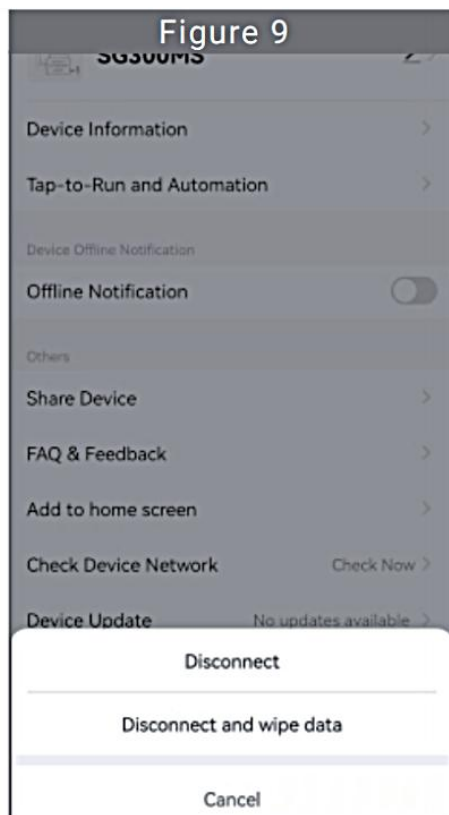 Figure 9
SG300MS
Device Information
Tap-to-Run and Automation
Device Offline Notification
Offline Notification
Others
Share Device
FAQ & Feedback
Add to home screen
Check Device Network Check Now
Device Update No updates available
Disconnect
Disconnect and wipe data
Cancel